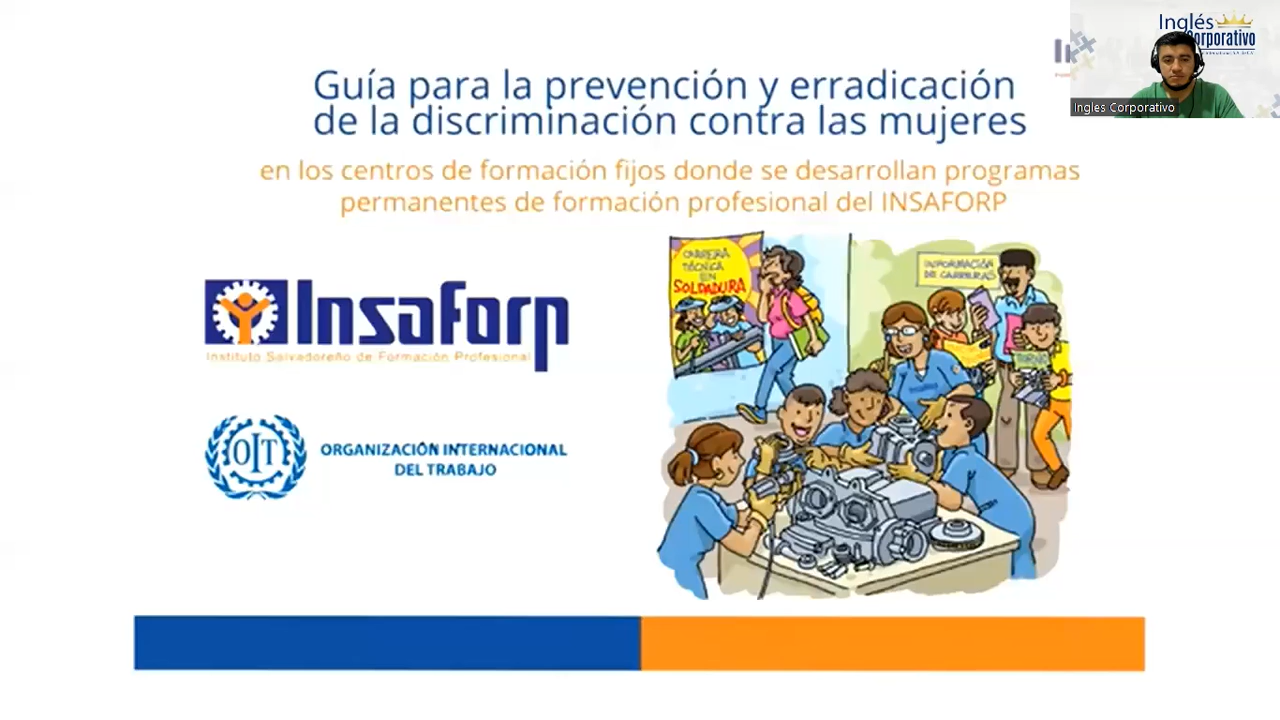 Inglés
Corporativo
Ingles Corporativo
Guía para la prevención y erradicación
de la discriminación contra las mujeres
en los centros de formación fijos donde se desarrollan programas
permanentes de formación profesional del INSAFORP
CARRERA
TÉCNICA
EN
SOLDADURA
INFORMACIÓN
DE CARRERAS
Insaforp
Instituto Salvadoreño de Formación Profesional
OIT
ORGANIZACIÓN INTERNACIONAL
DEL TRABAJO